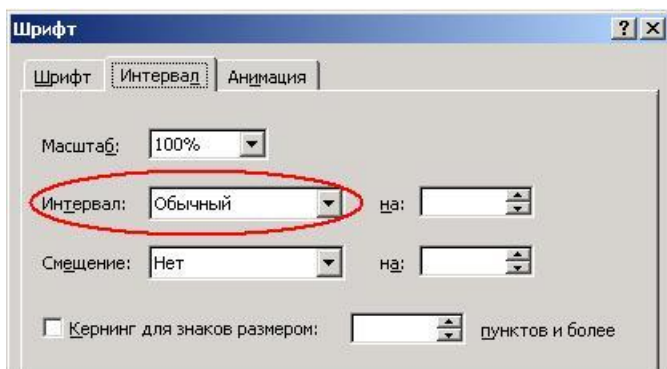 Шрифт
Шрифт Интервал Анимация
Масштаб: 100%
Интервал: Обычный на:
Смещение: Нет на:
Кернинг для знаков размером: пунктов и более